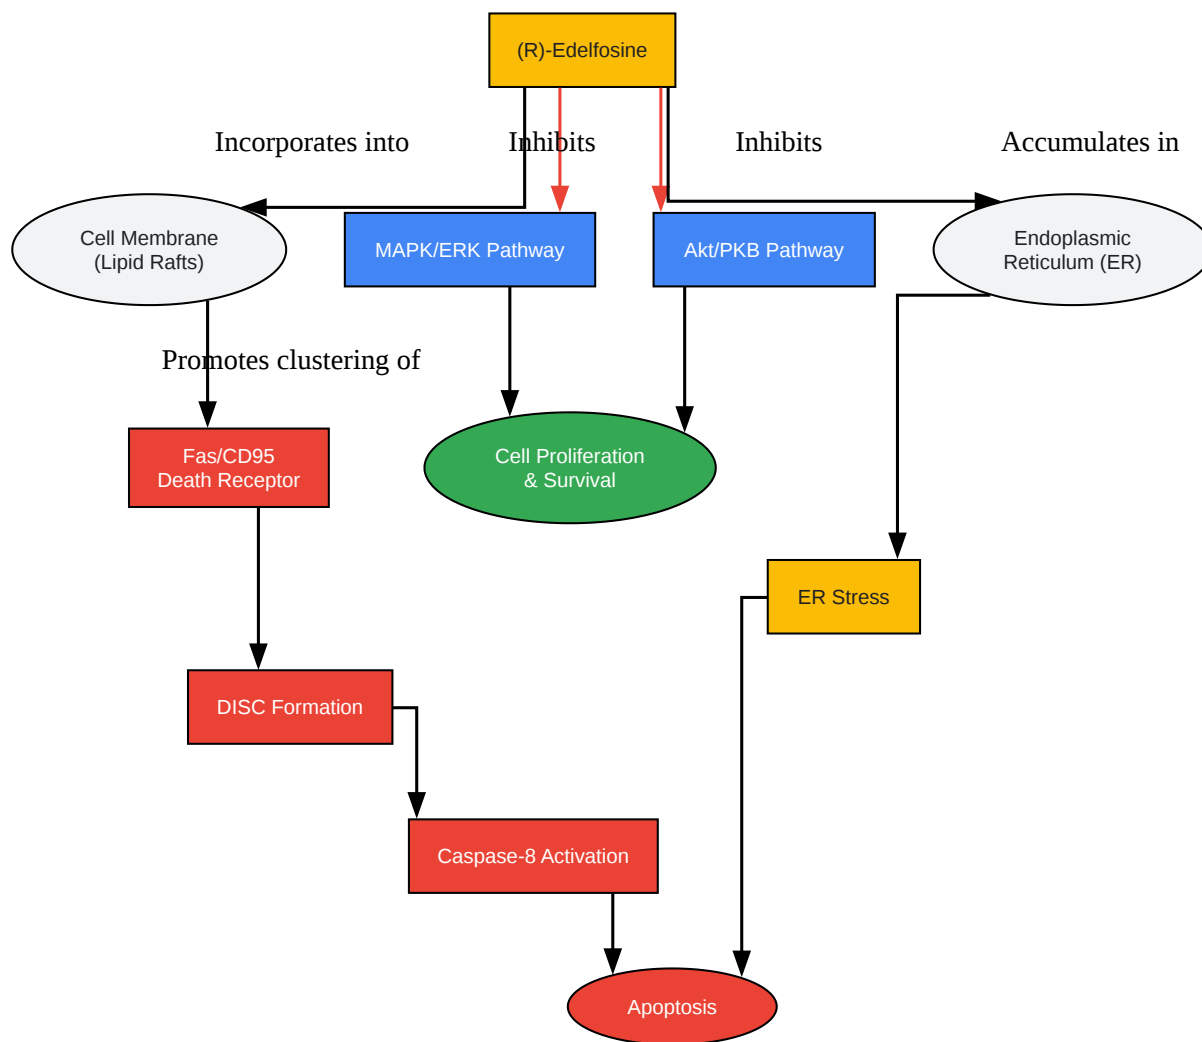 (R)-Edelfosine
Incorporates into
Inhibits
Inhibits
Accumulates in
Cell Membrane
(Lipid Rafts)
MAPK/ERK Pathway
Akt/PKB Pathway
Endoplasmic
Reticulum (ER)
Promotes clustering of
Fas/CD95
Death Receptor
Cell Proliferation
& Survival
ER Stress
DISC Formation
Caspase-8 Activation
Apoptosis